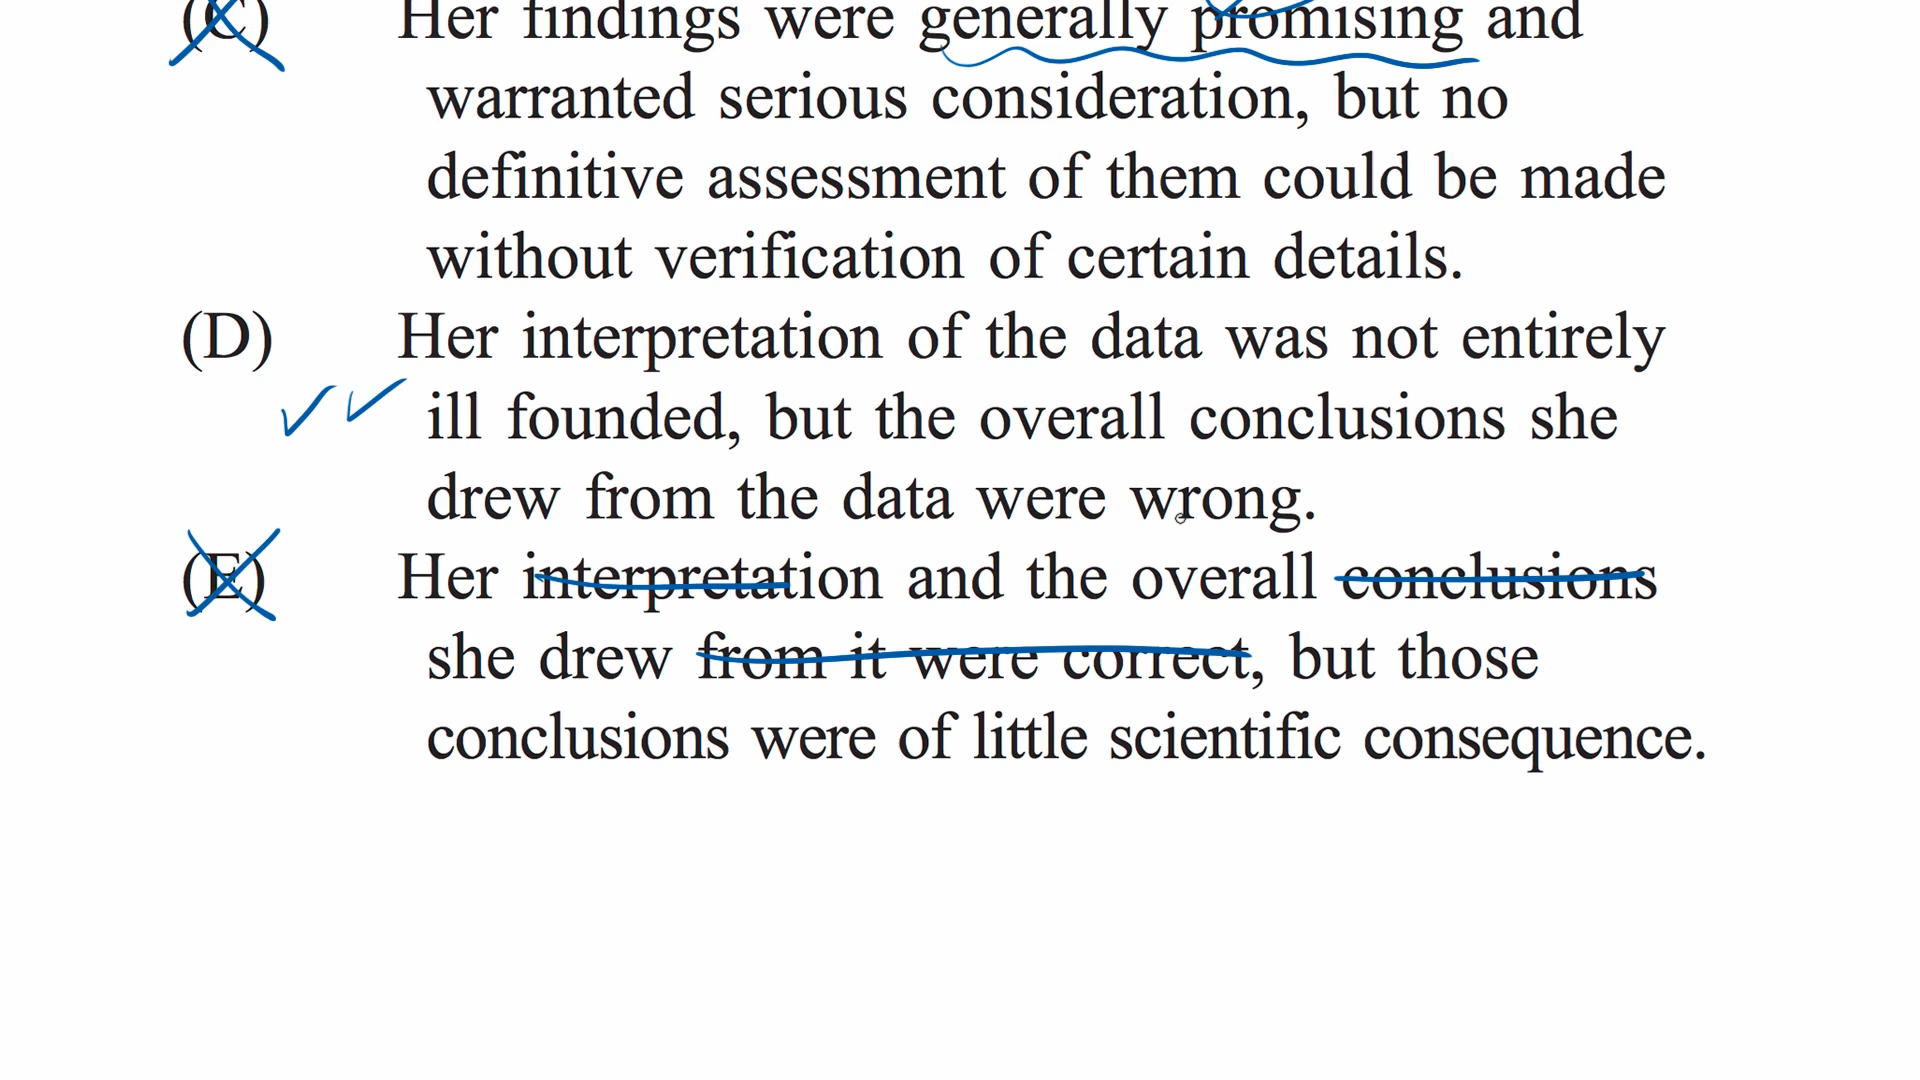 (C) Her findings were generally promising and
warranted serious consideration, but no
definitive assessment of them could be made
without verification of certain details.
(D) Her interpretation of the data was not entirely
ill founded, but the overall conclusions she
drew from the data were wrong.
(E) Her interpretation and the overall conclusions
she drew from it were correct, but those
conclusions were of little scientific consequence.